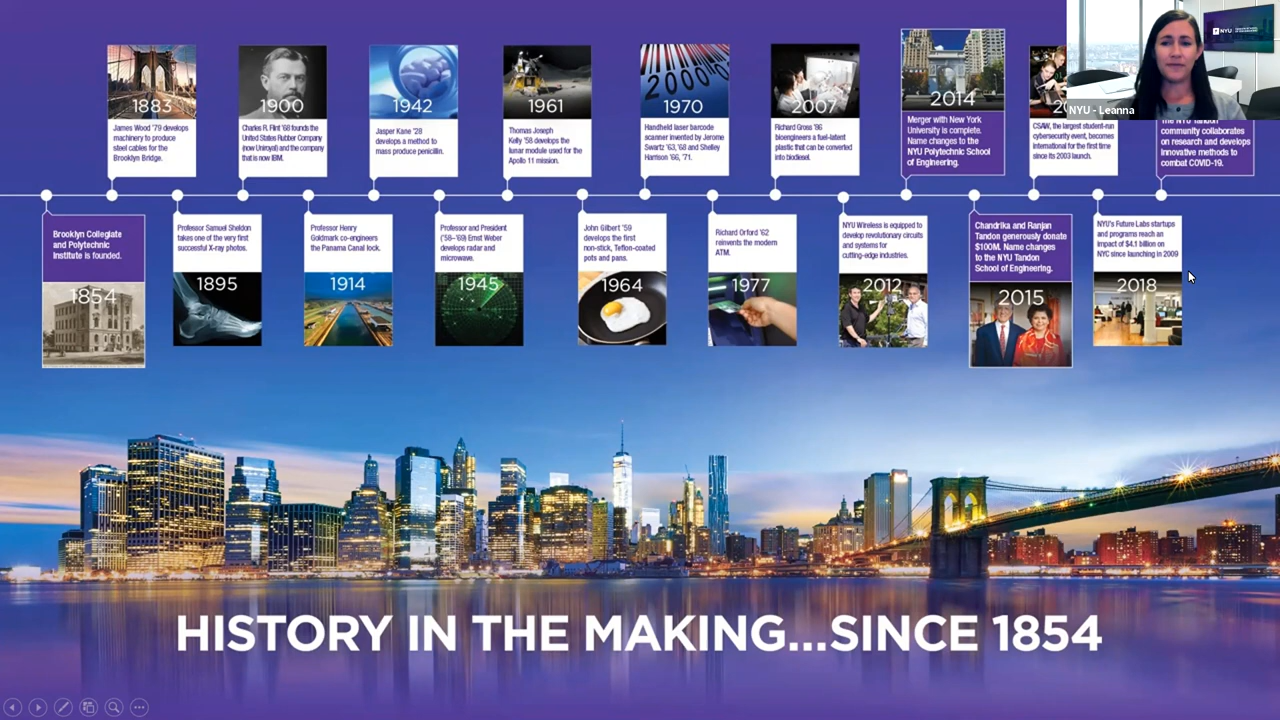 1883
James Wood '79 develops
machinery to produce
steel cables for the
Brooklyn Bridge.
1900
Charles R. Flint '68 founds the
United States Rubber Company
(now Uniroyal) and the company
that is now IBM.
1942
Jasper Kane '28
develops a method to
mass produce penicillin.
1961
Thomas Joseph
Kelly '58 develops the
lunar module used for the
Apollo 11 mission.
1970
Handheld laser barcode
scanner invented by Jerome
Swartz '63,'68 and Shelley
Harrison '66, '71.
2007
Richard Gross '86
bioengineers a fuel-latent
plastic that can be converted
into biodiesel.
2014
Merger with New York
University is complete.
Name changes to the
NYU Polytechnic School
of Engineering.
CSAW, the largest student-run
cybersecurity event, becomes
international for the first time
since its 2003 launch.
NYU
NYU - Leanna
The NYU Tandon
community collaborates
on research and develops
innovative methods to
combat COVID-19.
Brooklyn Collegiate
and Polytechnic
Institute is founded.
1854
Professor Samuel Sheldon
takes one of the very first
successful X-ray photos.
1895
Professor Henry
Goldmark co-engineers
the Panama Canal lock.
1914
Professor and President
('58–'69) Ernst Weber
develops radar and
microwave.
1945
John Gilbert '59
develops the first
non-stick, Teflon-coated
pots and pans.
1964
Richard Orford '62
reinvents the modern
ATM.
1977
NYU Wireless is equipped to
develop revolutionary circuits
and systems for
cutting-edge industries.
2012
Chandrika and Ranjan
Tandon generously donate
$100M. Name changes
to the NYU Tandon
School of Engineering.
2015
NYU's Future Labs startups
and programs reach an
impact of $4.1 billion on
NYC since launching in 2009
2018
HISTORY IN THE MAKING...SINCE 1854